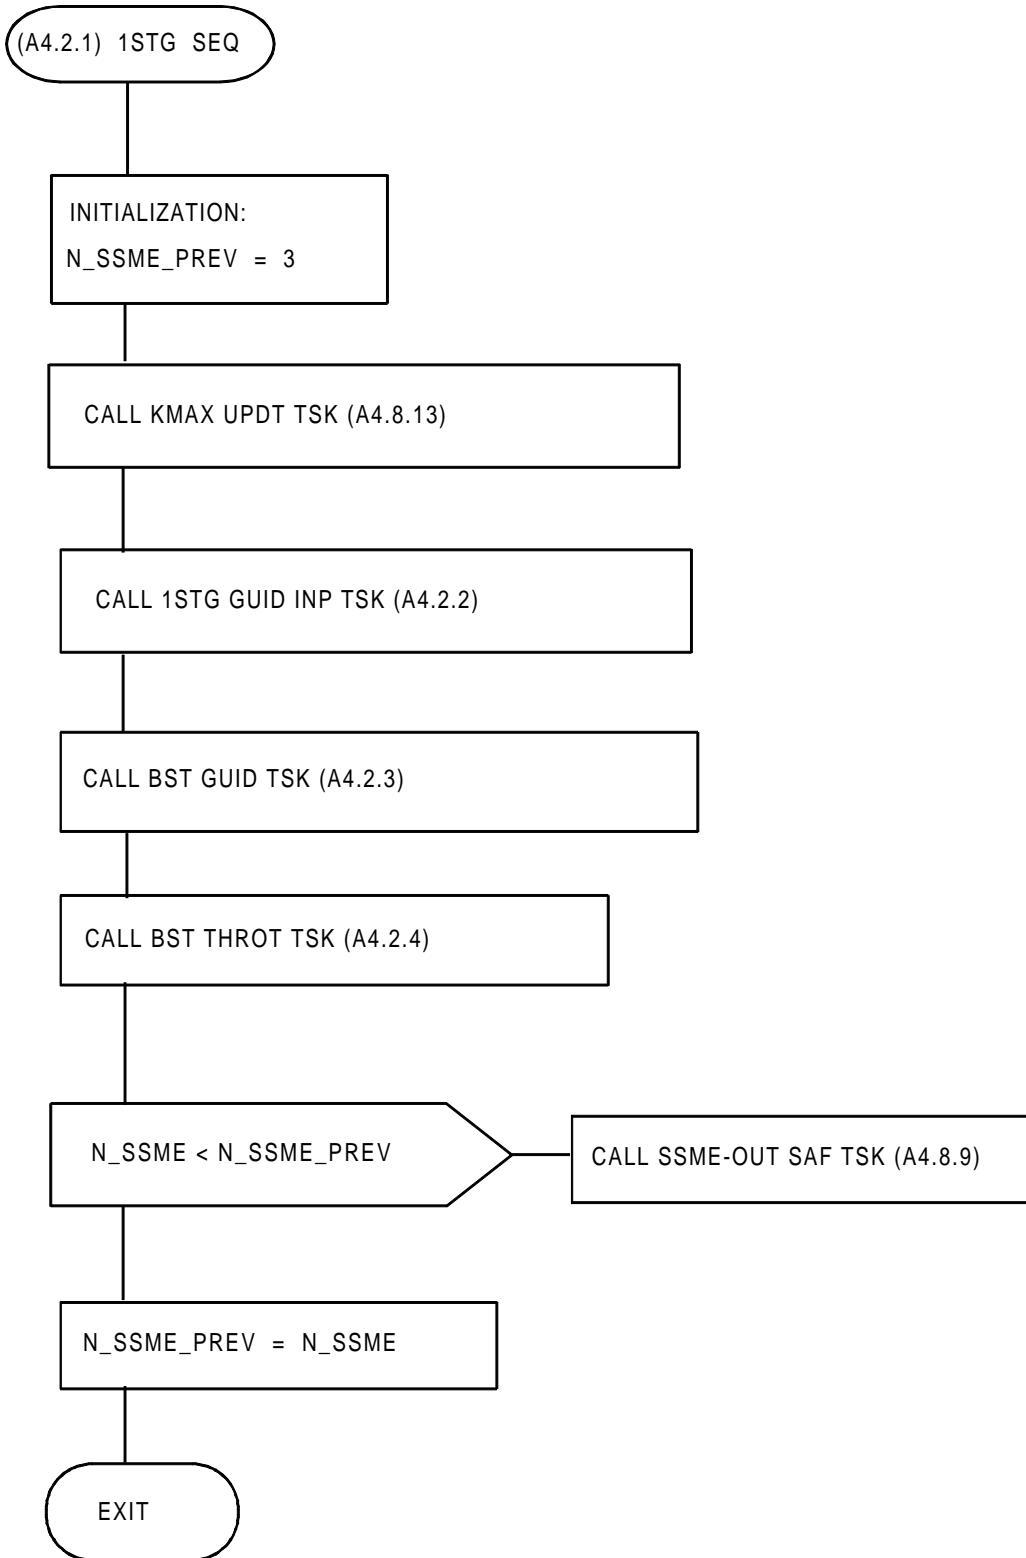 (A4.2.1) 1STG SEQ
INITIALIZATION:
N_SSME_PREV = 3
CALL KMAX UPDT TSK (A4.8.13)
CALL 1STG GUID INP TSK (A4.2.2)
CALL BST GUID TSK (A4.2.3)
CALL BST THROT TSK (A4.2.4)
N_SSME < N_SSME_PREV
CALL SSME-OUT SAF TSK (A4.8.9)
N_SSME_PREV = N_SSME
EXIT